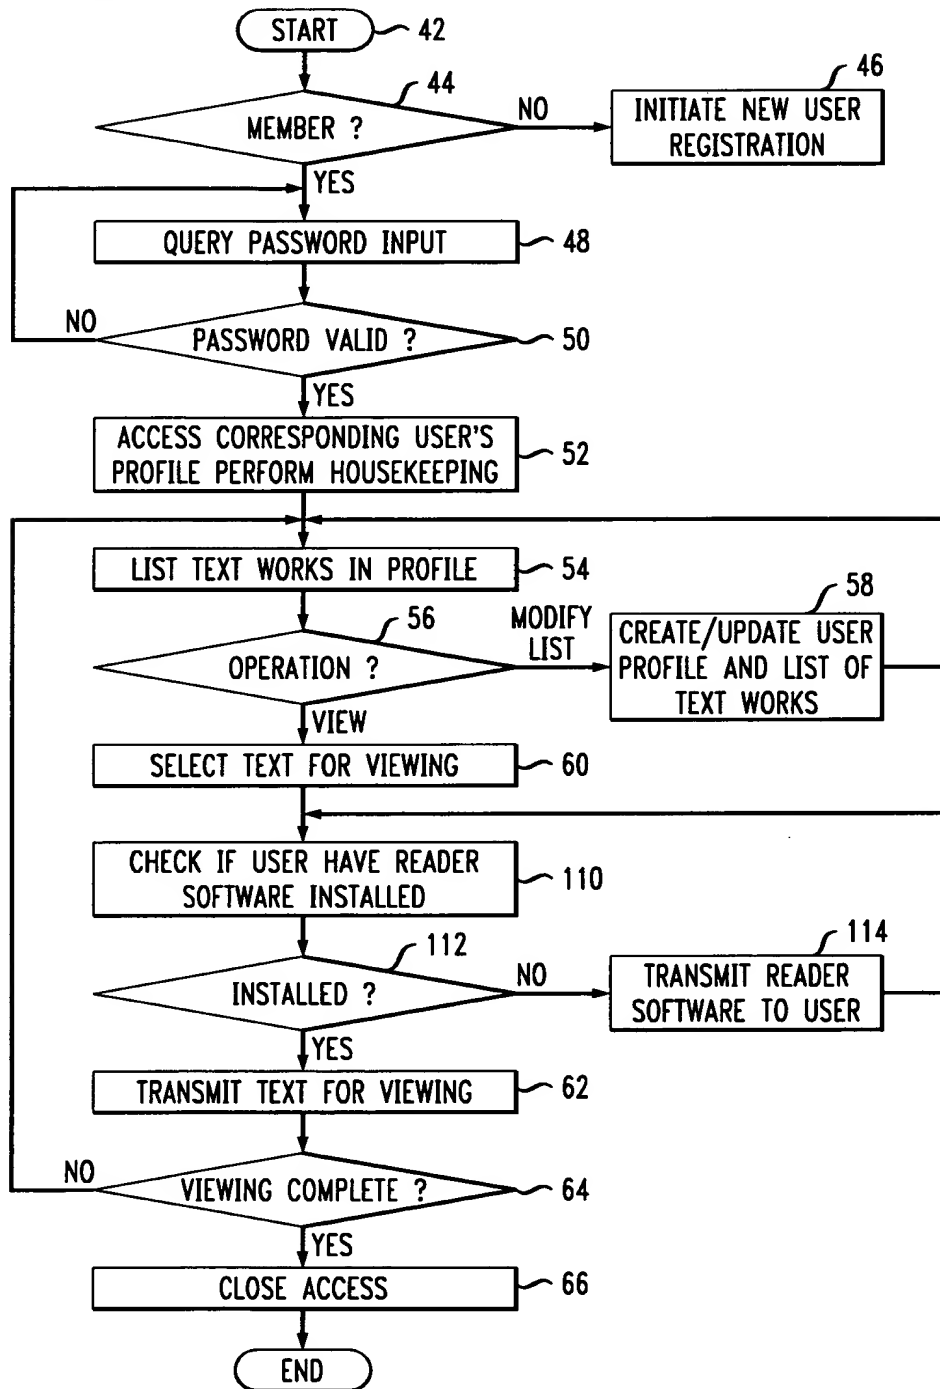 START
42
44
MEMBER ?
NO
46
INITIATE NEW USER
REGISTRATION
YES
QUERY PASSWORD INPUT
48
NO
PASSWORD VALID ?
50
YES
ACCESS CORRESPONDING USER'S
PROFILE PERFORM HOUSEKEEPING
52
LIST TEXT WORKS IN PROFILE
54
56
OPERATION ?
MODIFY
LIST
58
CREATE/UPDATE USER
PROFILE AND LIST OF
TEXT WORKS
VIEW
SELECT TEXT FOR VIEWING
60
CHECK IF USER HAVE READER
SOFTWARE INSTALLED
110
112
INSTALLED ?
NO
114
TRANSMIT READER
SOFTWARE TO USER
YES
TRANSMIT TEXT FOR VIEWING
62
NO
VIEWING COMPLETE ?
64
YES
CLOSE ACCESS
66
END